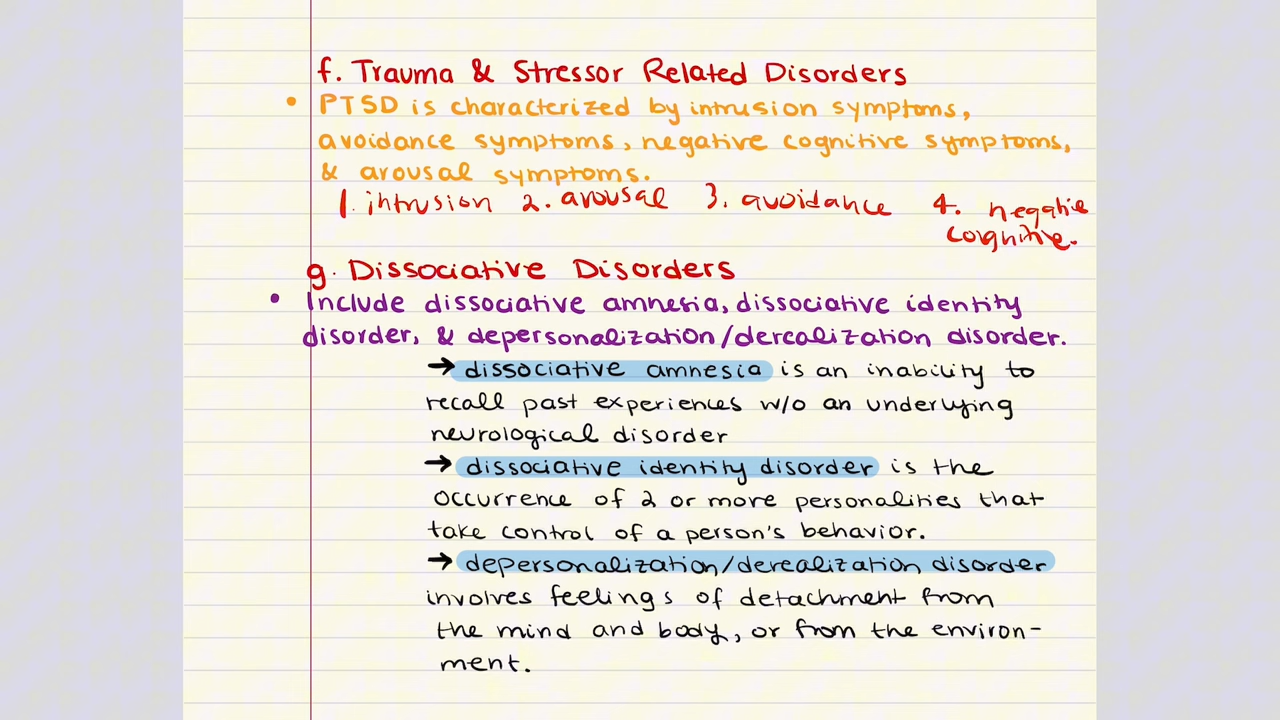 f. Trauma & Stressor Related Disorders
• PTSD is characterized by intrusion symptoms,
avoidance symptoms, negative cognitive symptoms,
& arousal symptoms.
1. intrusion 2. arousal 3. avoidance 4. negative
cognitive.
g. Dissociative Disorders
• Include dissociative amnesia, dissociative identity
disorder, & depersonalization/derealization disorder.
→ dissociative amnesia is an inability to
recall past experiences w/o an underlying
neurological disorder
→ dissociative identity disorder is the
occurrence of 2 or more personalities that
take control of a person's behavior.
→ depersonalization/derealization disorder
involves feelings of detachment from
the mind and body, or from the environ-
ment.